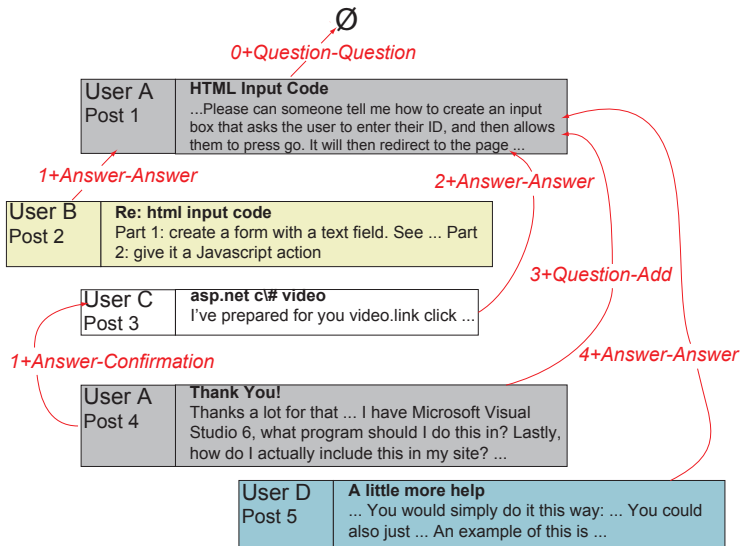 Ø
0+Question-Question
User A
Post 1
HTML Input Code
...Please can someone tell me how to create an input
box that asks the user to enter their ID, and then allows
them to press go. It will then redirect to the page ...
1+Answer-Answer
2+Answer-Answer
User B
Post 2
Re: html input code
Part 1: create a form with a text field. See ... Part
2: give it a Javascript action
3+Question-Add
User C
Post 3
asp.net c\# video
I've prepared for you video.link click ...
1+Answer-Confirmation
4+Answer-Answer
User A
Post 4
Thank You!
Thanks a lot for that ... I have Microsoft Visual
Studio 6, what program should I do this in? Lastly,
how do I actually include this in my site? ...
User D
Post 5
A little more help
... You would simply do it this way: ... You could
also just ... An example of this is ...